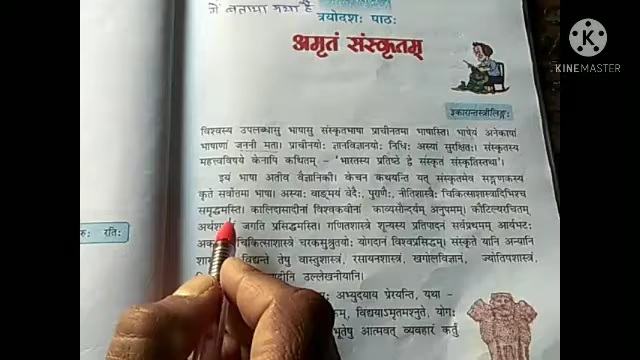 में बताया गया है
त्रयोदशः पाठः
अमृतं संस्कृतम्
KINEMASTER
इकारान्तस्त्रीलिङ्गः
विश्वस्य उपलब्धासु भाषासु संस्कृतभाषा प्राचीनतमा भाषास्ति। भाषेयं अनेकाषां
भाषाणां जननी मता। प्राचीनयोः ज्ञानविज्ञानयोः निधिः अस्यां सुरक्षितः। संस्कृतस्य
महत्त्वविषये केनापि कथितम् – 'भारतस्य प्रतिष्ठे द्वे संस्कृतं संस्कृतिस्तथा'।
इयं भाषा अतीव वैज्ञानिकी। केचन कथयन्ति यत् संस्कृतमेव सङ्गणकस्य
कृते सर्वोत्तमा भाषा। अस्याः वाङ्मयं वेदैः, पुराणैः, नीतिशास्त्रैः चिकित्साशास्त्रादिभिश्च
समृद्धमस्ति। कालिदासादीनां विश्वकवीनां काव्यसौन्दर्यम् अनुपमम्। कौटिल्यरचितम्
जगति प्रसिद्धमस्ति। गणितशास्त्रे शून्यस्य प्रतिपादनं सर्वप्रथमम् आर्यभटः
चिकित्साशास्त्रे चरकसुश्रुतयोः योगदानं विश्वप्रसिद्धम्। संस्कृते यानि अन्यानि
विद्यन्ते तेषु वास्तुशास्त्रं, रसायनशास्त्रं, खगोलविज्ञानं, ज्योतिषशास्त्रं,
उल्लेखनीयानि।
अभ्युदयाय प्रेरयन्ति, यथा –
विद्ययाऽमृतमश्नुते, योगः
आत्मवत् व्यवहारं कर्तुं
रतिः